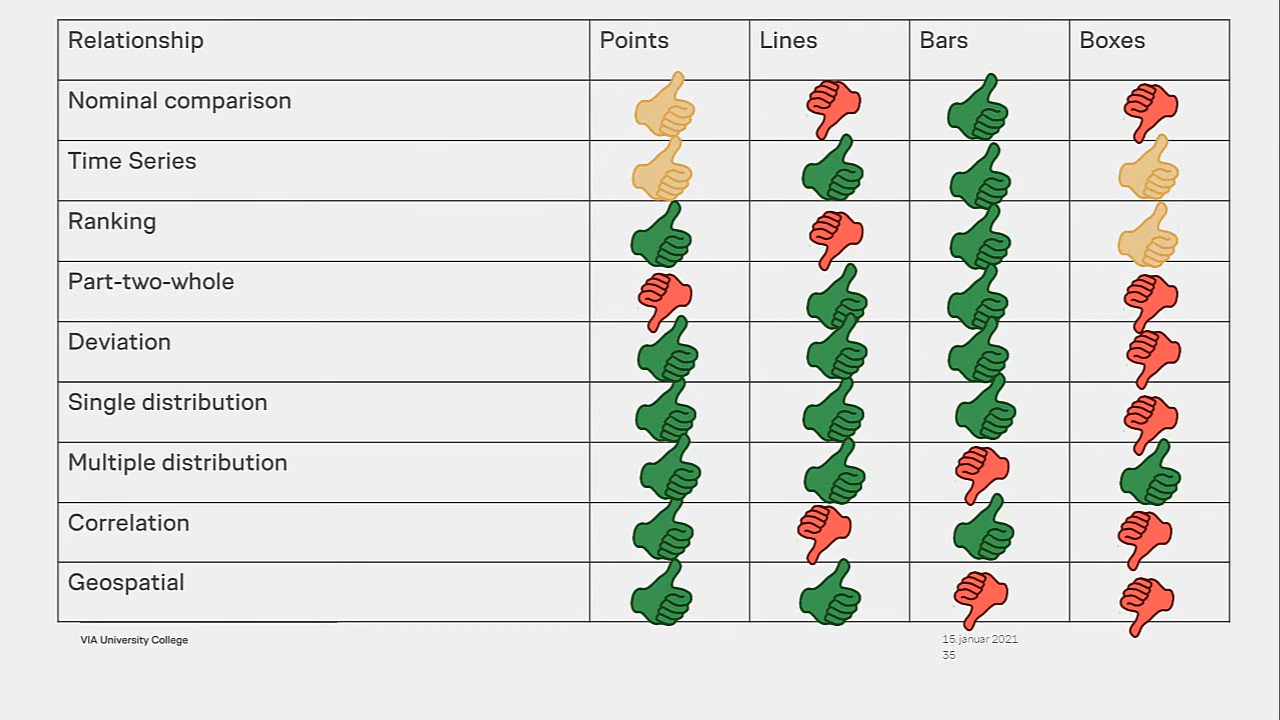 Relationship Points Lines Bars Boxes
Nominal comparison
Time Series
Ranking
Part-two-whole
Deviation
Single distribution
Multiple distribution
Correlation
Geospatial
VIA University College
15.januar 2021
35